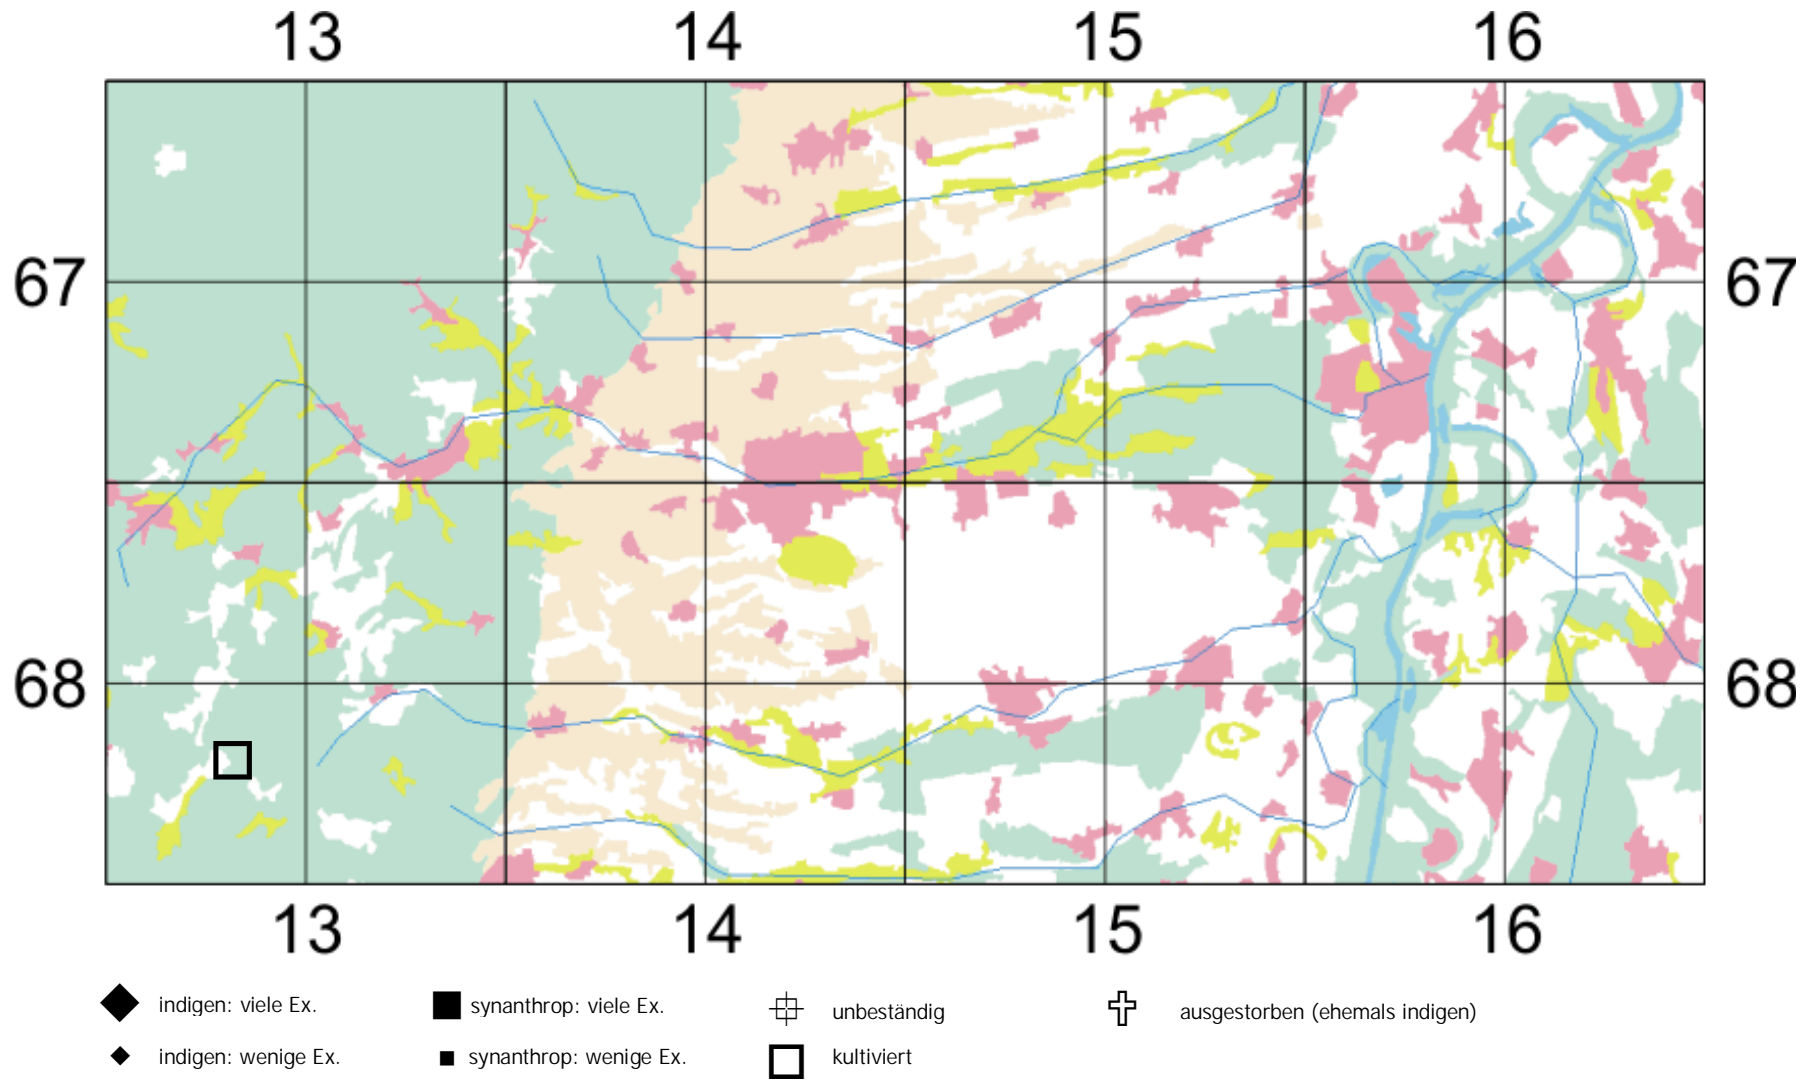 13 14 15 16
67 67
68 68
13 14 15 16
indigen: viele Ex. synanthrop: viele Ex. unbeständig ausgestorben (ehemals indigen)
indigen: wenige Ex. synanthrop: wenige Ex. kultiviert